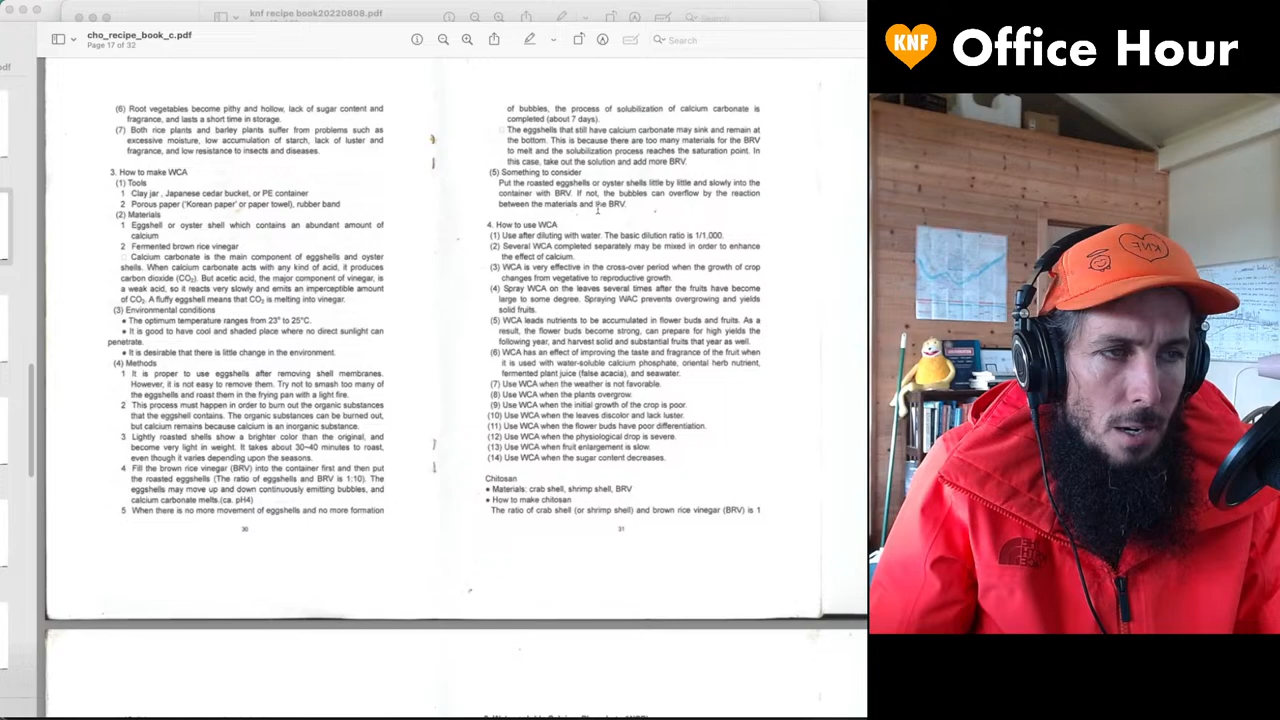 knf recipe book20220808.pdf
cho_recipe_book_c.pdf
Page 17 of 32
Search
KNF Office Hour
(6) Root vegetables become pithy and hollow, lack of sugar content and
fragrance, and lasts a short time in storage.
(7) Both rice plants and barley plants suffer from problems such as
excessive moisture, low accumulation of starch, lack of luster and
fragrance, and low resistance to insects and diseases.
3. How to make WCA
(1) Tools
1 Clay jar , Japanese cedar bucket, or PE container
2 Porous paper ('Korean paper' or paper towel), rubber band
(2) Materials
1 Eggshell or oyster shell which contains an abundant amount of
calcium
2 Fermented brown rice vinegar
□ Calcium carbonate is the main component of eggshells and oyster
shells. When calcium carbonate acts with any kind of acid, it produces
carbon dioxide (CO₂). But acetic acid, the major component of vinegar, is
a weak acid, so it reacts very slowly and emits an imperceptible amount
of CO₂. A fluffy eggshell means that CO₂ is melting into vinegar.
(3) Environmental conditions
● The optimum temperature ranges from 23° to 25°C.
● It is good to have cool and shaded place where no direct sunlight can
penetrate.
● It is desirable that there is little change in the environment.
(4) Methods
1 It is proper to use eggshells after removing shell membranes.
However, it is not easy to remove them. Try not to smash too many of
the eggshells and roast them in the frying pan with a light fire.
2 This process must happen in order to burn out the organic substances
that the eggshell contains. The organic substances can be burned out,
but calcium remains because calcium is an inorganic substance.
3 Lightly roasted shells show a brighter color than the original, and
become very light in weight. It takes about 30~40 minutes to roast,
even though it varies depending upon the seasons.
4 Fill the brown rice vinegar (BRV) into the container first and then put
the roasted eggshells (The ratio of eggshells and BRV is 1:10). The
eggshells may move up and down continuously emitting bubbles, and
calcium carbonate melts.(ca. pH4)
5 When there is no more movement of eggshells and no more formation
30
of bubbles, the process of solubilization of calcium carbonate is
completed (about 7 days).
□ The eggshells that still have calcium carbonate may sink and remain at
the bottom. This is because there are too many materials for the BRV
to melt and the solubilization process reaches the saturation point. In
this case, take out the solution and add more BRV.
(5) Something to consider
Put the roasted eggshells or oyster shells little by little and slowly into the
container with BRV. If not, the bubbles can overflow by the reaction
between the materials and the BRV.
4. How to use WCA
(1) Use after diluting with water. The basic dilution ratio is 1/1,000.
(2) Several WCA completed separately may be mixed in order to enhance
the effect of calcium.
(3) WCA is very effective in the cross-over period when the growth of crop
changes from vegetative to reproductive growth.
(4) Spray WCA on the leaves several times after the fruits have become
large to some degree. Spraying WAC prevents overgrowing and yields
solid fruits.
(5) WCA leads nutrients to be accumulated in flower buds and fruits. As a
result, the flower buds become strong, can prepare for high yields the
following year, and harvest solid and substantial fruits that year as well.
(6) WCA has an effect of improving the taste and fragrance of the fruit when
it is used with water-soluble calcium phosphate, oriental herb nutrient,
fermented plant juice (false acacia), and seawater.
(7) Use WCA when the weather is not favorable.
(8) Use WCA when the plants overgrow.
(9) Use WCA when the initial growth of the crop is poor.
(10) Use WCA when the leaves discolor and lack luster.
(11) Use WCA when the flower buds have poor differentiation.
(12) Use WCA when the physiological drop is severe.
(13) Use WCA when fruit enlargement is slow.
(14) Use WCA when the sugar content decreases.
Chitosan
● Materials: crab shell, shrimp shell, BRV
● How to make chitosan
The ratio of crab shell (or shrimp shell) and brown rice vinegar (BRV) is 1
31
KNF